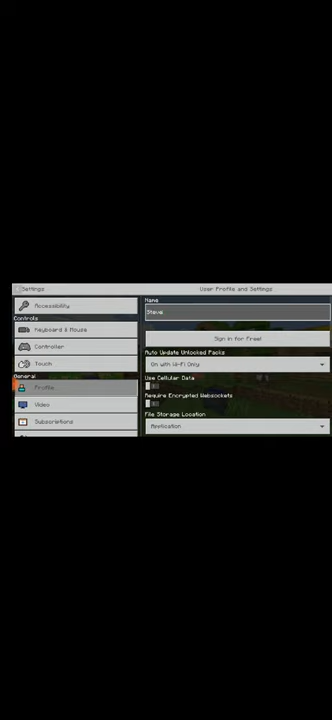 Settings
User Profile and Settings
Accessibility
Controls
Keyboard & Mouse
Controller
Touch
General
Profile
Video
Subscriptions
Name
Steve
Sign in for Free!
Auto Update Unlocked Packs
On with Wi-Fi Only
Use Cellular Data
Require Encrypted Websockets
File Storage Location
Application